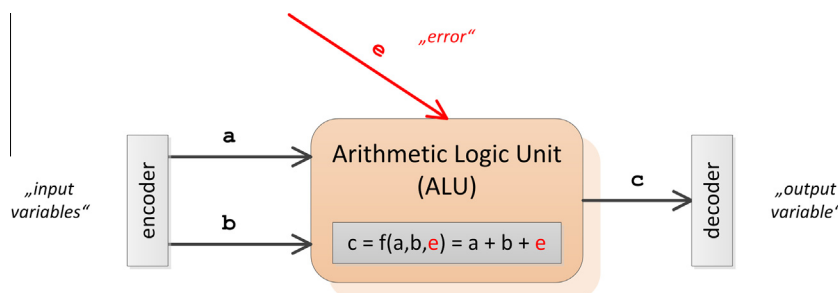 e
„error“
a
Arithmetic Logic Unit
(ALU)
c
„input
variables“
encoder
decoder
„output
variable“
b
c = f(a,b,e) = a + b + e